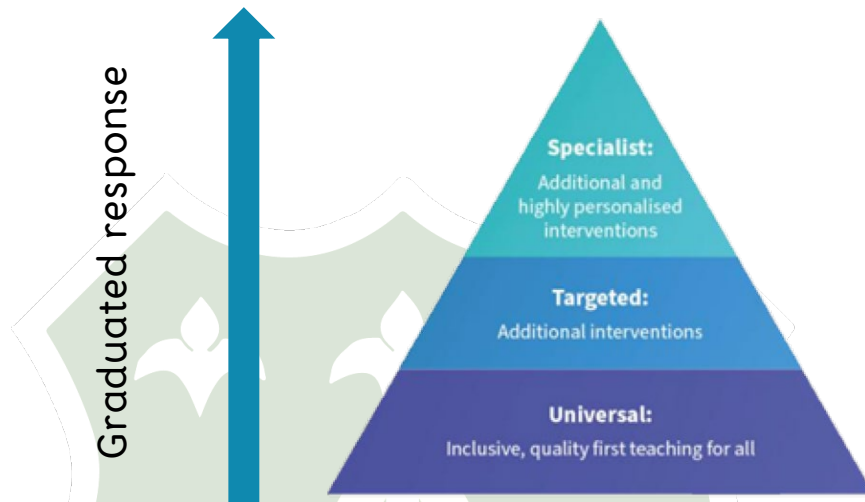 Graduated response
Specialist:
Additional and
highly personalised
interventions
Targeted:
Additional interventions
Universal:
Inclusive, quality first teaching for all